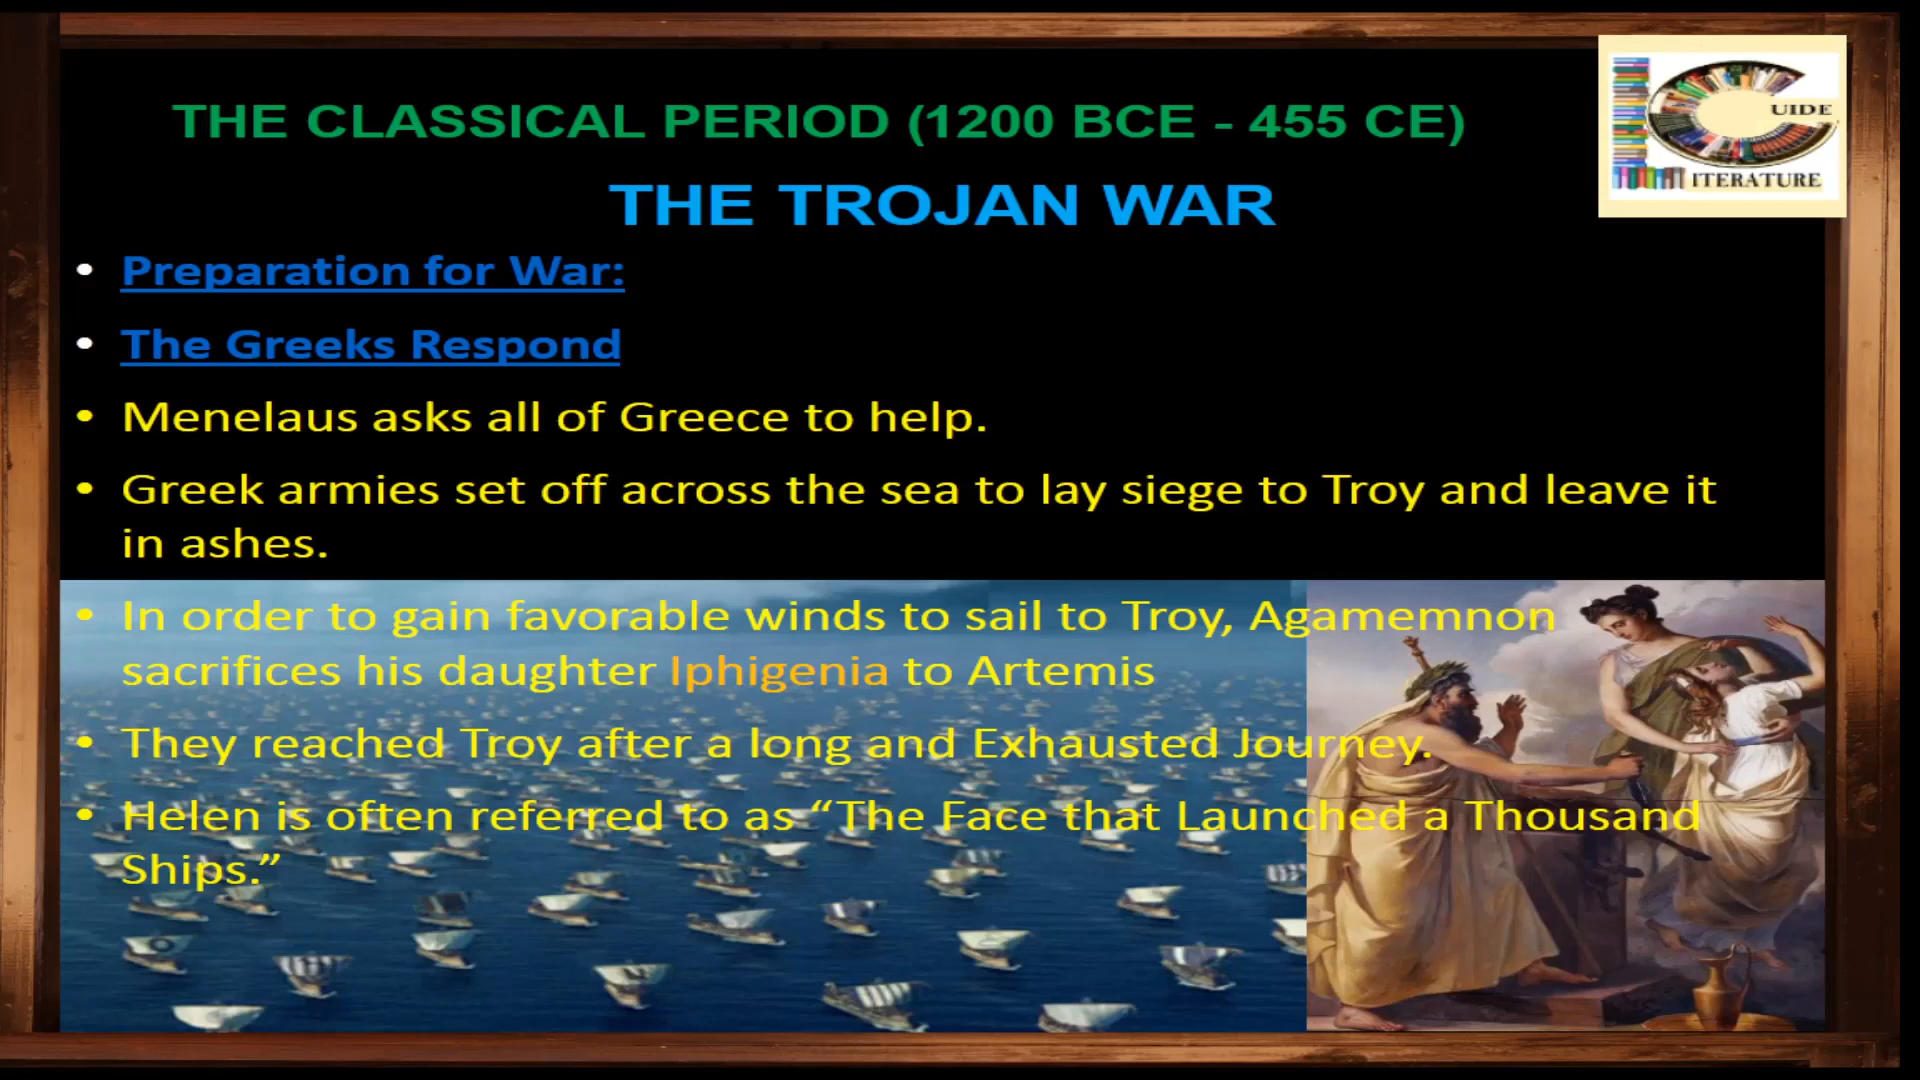 THE CLASSICAL PERIOD (1200 BCE - 455 CE)
UIDE
ITERATURE
THE TROJAN WAR
• Preparation for War:
• The Greeks Respond
• Menelaus asks all of Greece to help.
• Greek armies set off across the sea to lay siege to Troy and leave it
in ashes.
• In order to gain favorable winds to sail to Troy, Agamemnon
sacrifices his daughter Iphigenia to Artemis
• They reached Troy after a long and Exhausted Journey.
• Helen is often referred to as “The Face that Launched a Thousand
Ships.”